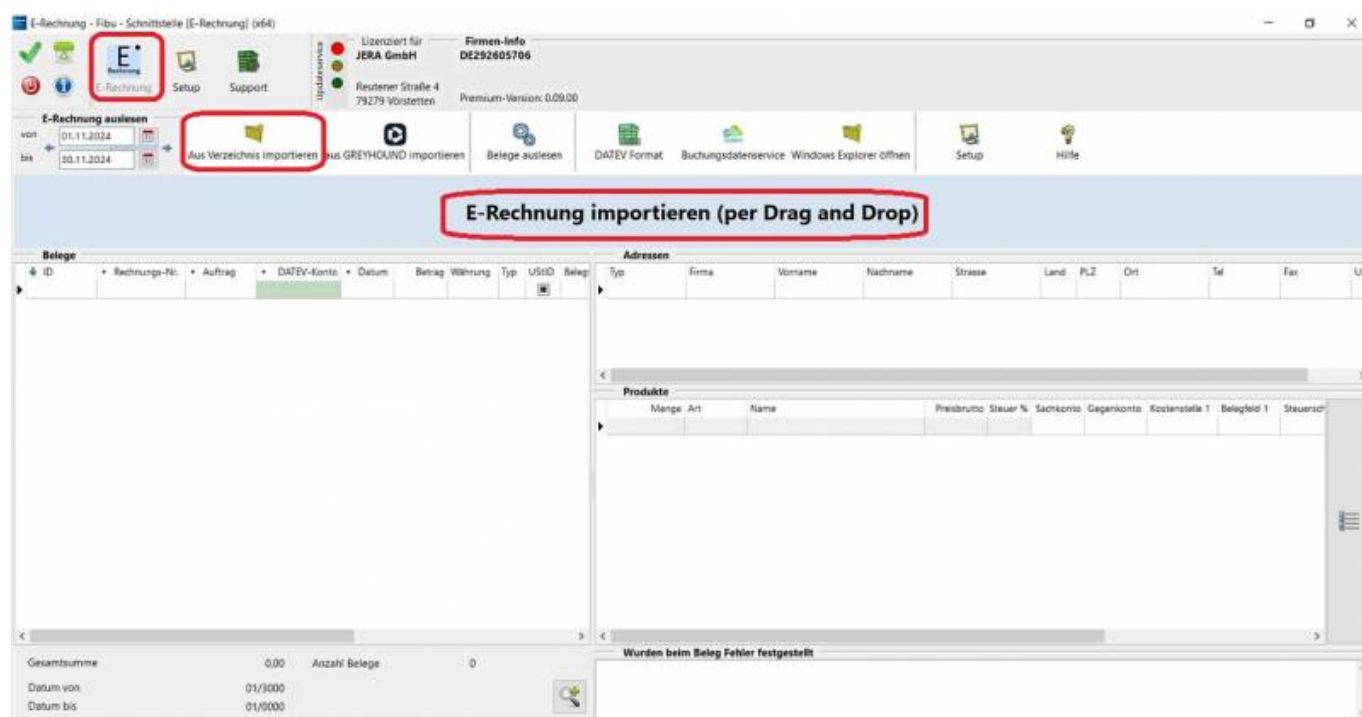 E-Rechnung - Fibu - Schnittstelle [E-Rechnung] (x64)
E Rechnung
E-Rechnung Setup Support
Updateservice
Lizenziert für Firmen-Info
JERA GmbH DE292605706
Reutener Straße 4
79279 Vörstetten Premium-Version: 0.09.00
E-Rechnung auslesen
von 01.11.2024
bis 30.11.2024
Aus Verzeichnis importieren aus GREYHOUND importieren Belege auslesen DATEV Format Buchungsdatenservice Windows Explorer öffnen Setup Hilfe
E-Rechnung importieren (per Drag and Drop)
Belege
ID Rechnungs-Nr. Auftrag DATEV-Konto Datum Betrag Währung Typ UStID Beleg
Adressen
Typ Firma Vorname Nachname Strasse Land PLZ Ort Tel Fax U
Produkte
Menge Art Name Preisbrutto Steuer % Sachkonto Gegenkonto Kostenstelle 1 Belegfeld 1 Steuersch
Gesamtsumme 0,00 Anzahl Belege 0
Datum von 01/3000
Datum bis 01/0000
Wurden beim Beleg Fehler festgestellt